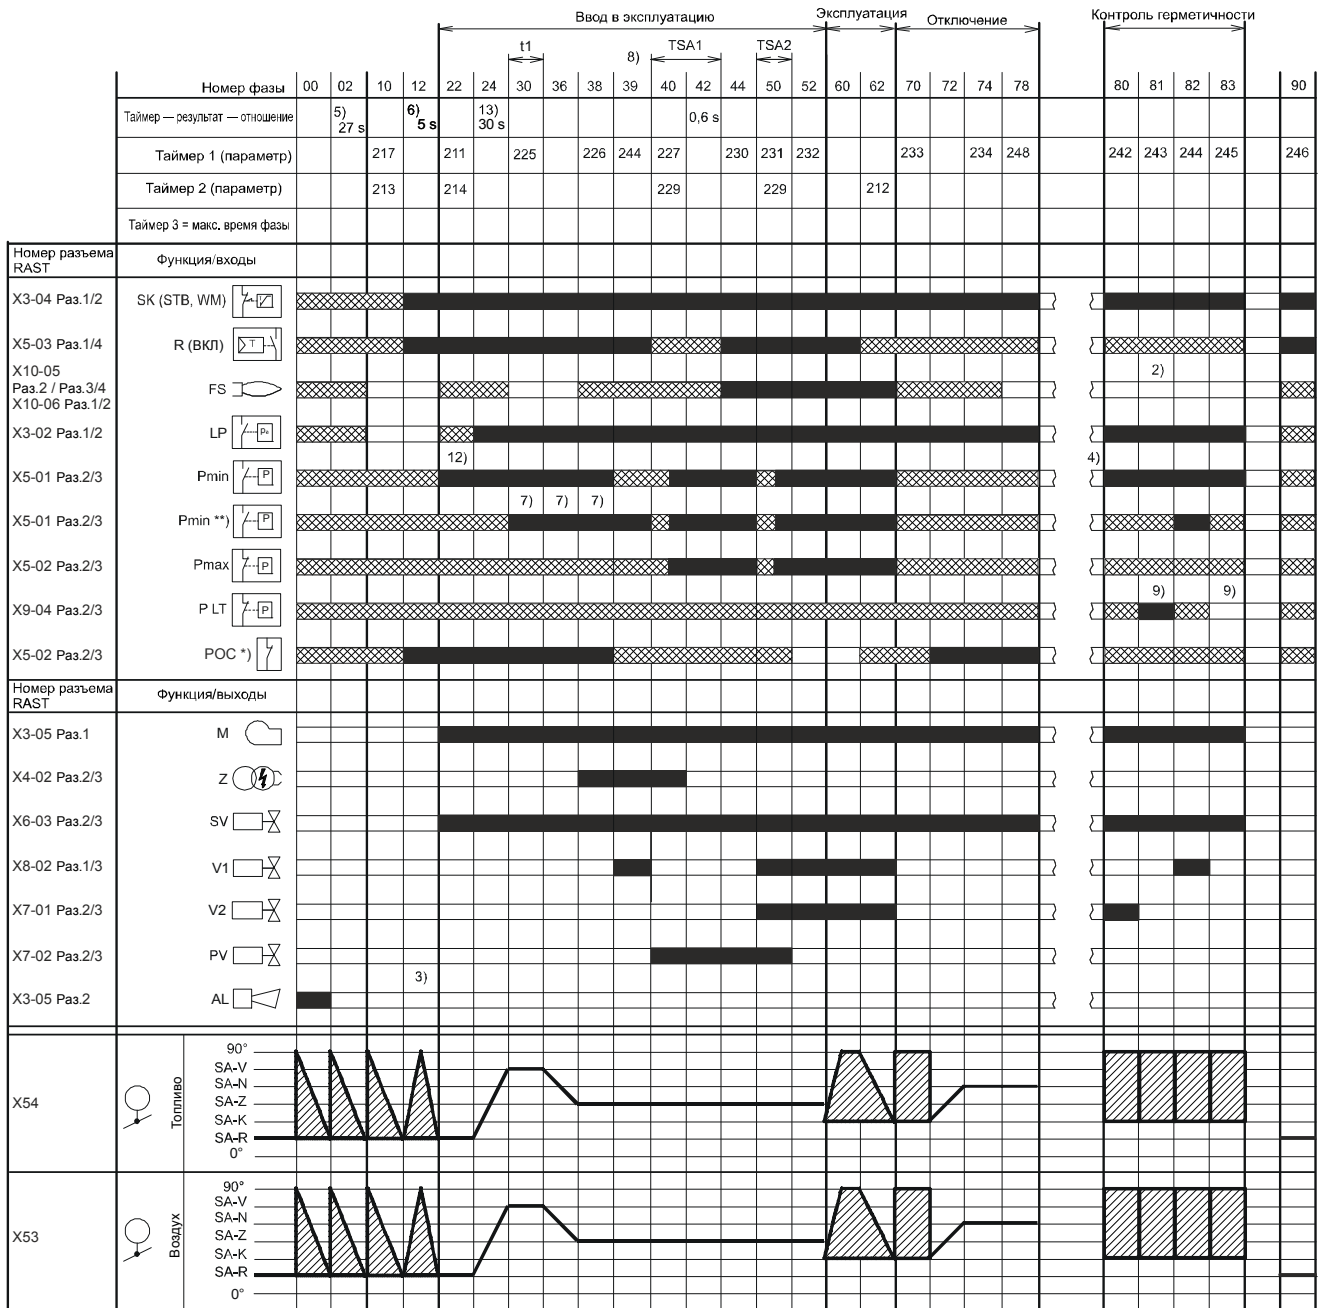 Ввод в эксплуатацию Эксплуатация Отключение Контроль герметичности
t1 8) TSA1 TSA2
Номер фазы 00 02 10 12 22 24 30 36 38 39 40 42 44 50 52 60 62 70 72 74 78 80 81 82 83 90
Таймер — результат — отношение 5) 27 s 6) 5 s 13) 30 s 0,6 s
Таймер 1 (параметр) 217 211 225 226 244 227 230 231 232 233 234 248 242 243 244 245 246
Таймер 2 (параметр) 213 214 229 229 212
Таймер 3 = макс. время фазы
Номер разъема
RAST
Функция/входы
X3-04 Раз.1/2 SK (STB, WM)
X5-03 Раз.1/4 R (ВКЛ) T
2)
X10-05
Раз.2 / Раз.3/4
X10-06 Раз.1/2
FS
X3-02 Раз.1/2 LP
12) 4)
X5-01 Раз.2/3 Pmin P
7) 7) 7)
X5-01 Раз.2/3 Pmin **) P
X5-02 Раз.2/3 Pmax P
9) 9)
X9-04 Раз.2/3 P LT P
X5-02 Раз.2/3 POC *)
Номер разъема
RAST
Функция/выходы
X3-05 Раз.1 M
X4-02 Раз.2/3 Z
X6-03 Раз.2/3 SV
X8-02 Раз.1/3 V1
X7-01 Раз.2/3 V2
X7-02 Раз.2/3 PV
3)
X3-05 Раз.2 AL
X54
Топливо
90°
SA-V
SA-N
SA-Z
SA-K
SA-R
0°
X53
Воздух
90°
SA-V
SA-N
SA-Z
SA-K
SA-R
0°